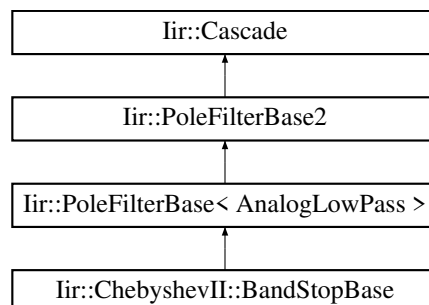 Iir::Cascade
Iir::PoleFilterBase2
Iir::PoleFilterBase< AnalogLowPass >
Iir::ChebyshevII::BandStopBase